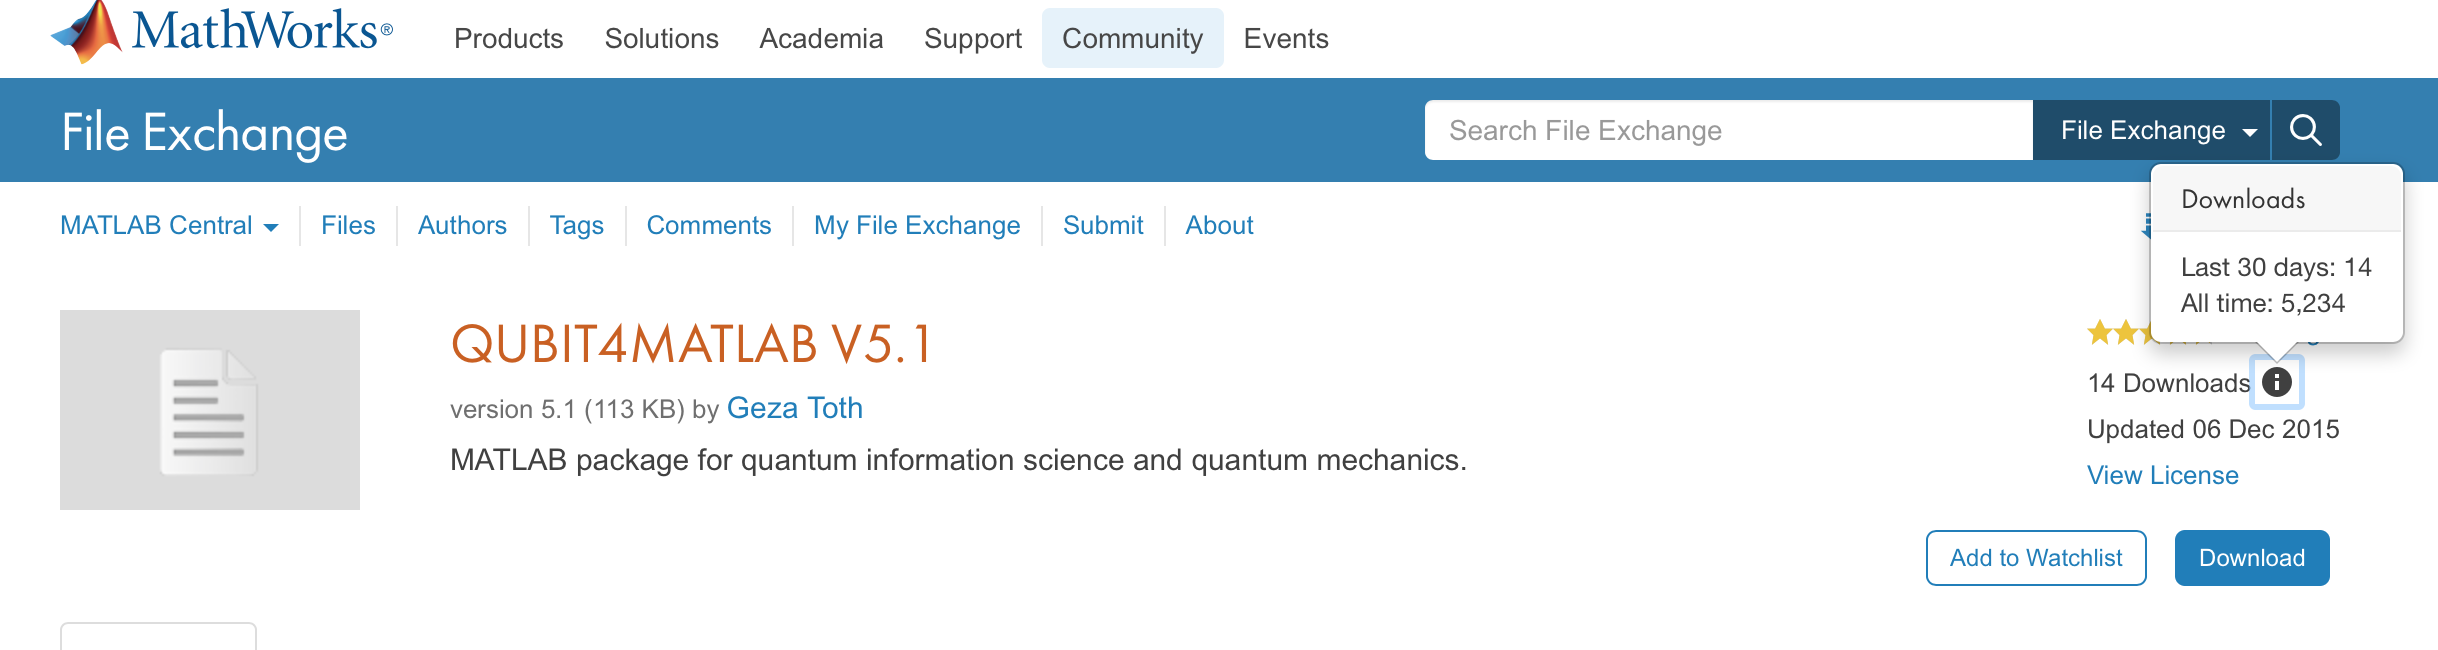 MathWorks®
Products Solutions Academia Support Community Events
File Exchange
Search File Exchange File Exchange
Downloads
MATLAB Central Files Authors Tags Comments My File Exchange Submit About
Last 30 days: 14
All time: 5,234
QUBIT4MATLAB V5.1
version 5.1 (113 KB) by Geza Toth
14 Downloads
MATLAB package for quantum information science and quantum mechanics.
Updated 06 Dec 2015
View License
Add to Watchlist Download